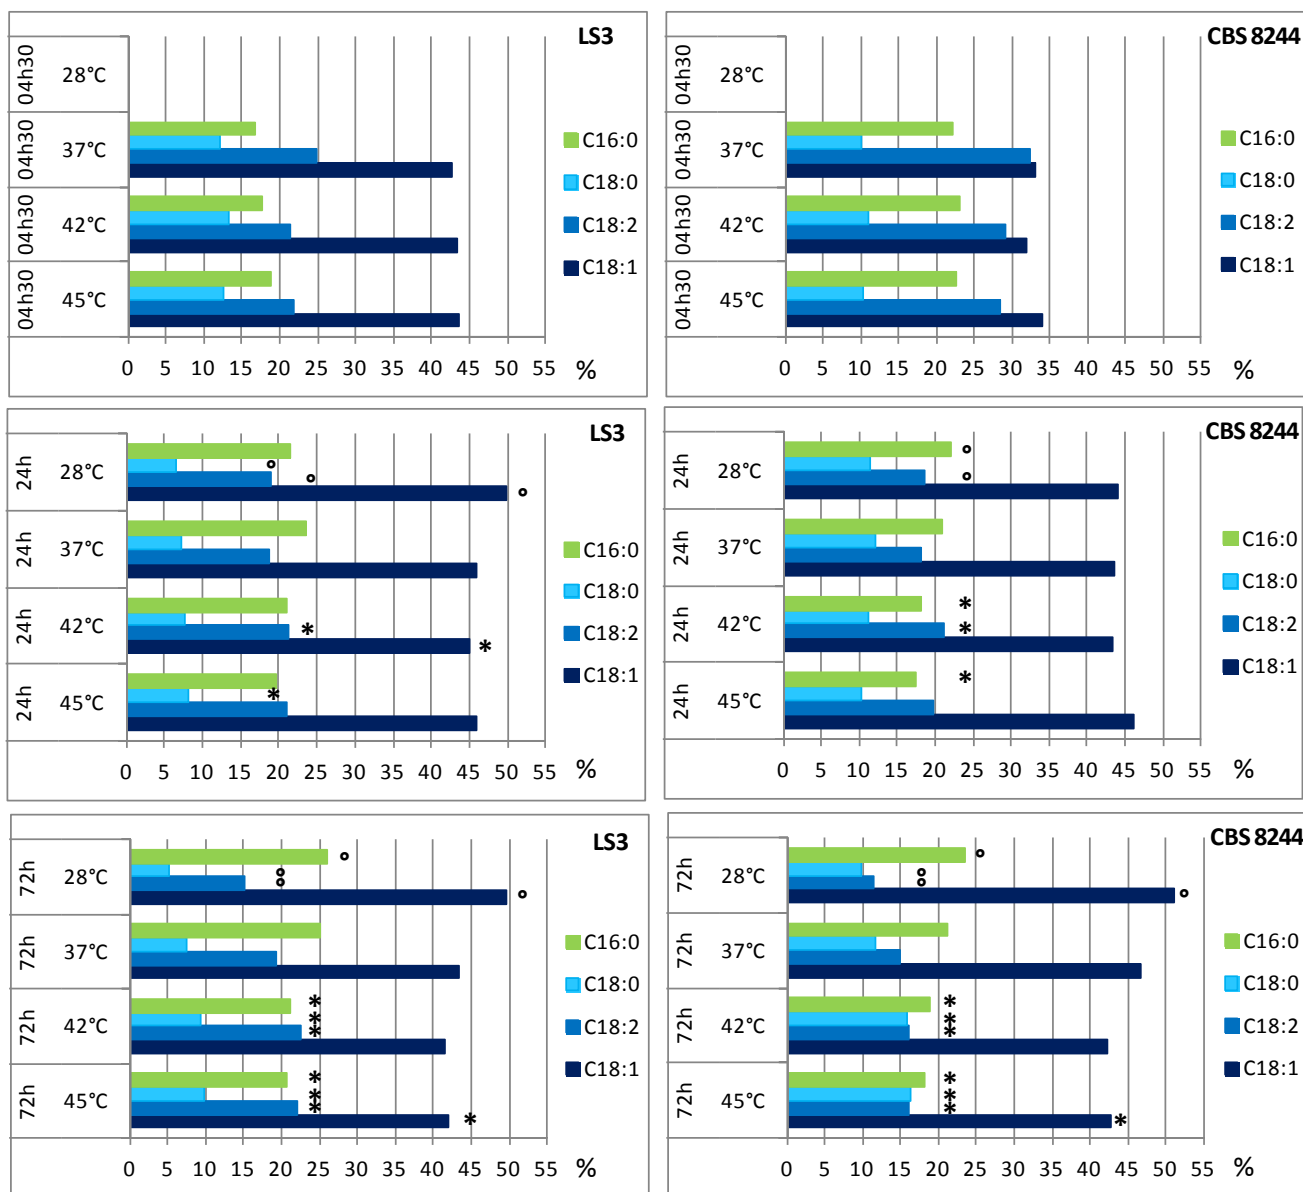 LS3
04h30 28°C
04h30 37°C
04h30 42°C
04h30 45°C
C16:0
C18:0
C18:2
C18:1
0 5 10 15 20 25 30 35 40 45 50 55 %
CBS 8244
04h30 28°C
04h30 37°C
04h30 42°C
04h30 45°C
C16:0
C18:0
C18:2
C18:1
0 5 10 15 20 25 30 35 40 45 50 55 %
LS3
24h 28°C
24h 37°C
24h 42°C
24h 45°C
° ° °
* *
*
C16:0
C18:0
C18:2
C18:1
0 5 10 15 20 25 30 35 40 45 50 55 %
CBS 8244
24h 28°C
24h 37°C
24h 42°C
24h 45°C
° °
* *
*
C16:0
C18:0
C18:2
C18:1
0 5 10 15 20 25 30 35 40 45 50 55 %
LS3
72h 28°C
72h 37°C
72h 42°C
72h 45°C
° ° ° °
* * *
* * * *
C16:0
C18:0
C18:2
C18:1
0 5 10 15 20 25 30 35 40 45 50 55 %
CBS 8244
72h 28°C
72h 37°C
72h 42°C
72h 45°C
° ° ° °
* * *
* * * *
C16:0
C18:0
C18:2
C18:1
0 5 10 15 20 25 30 35 40 45 50 55 %